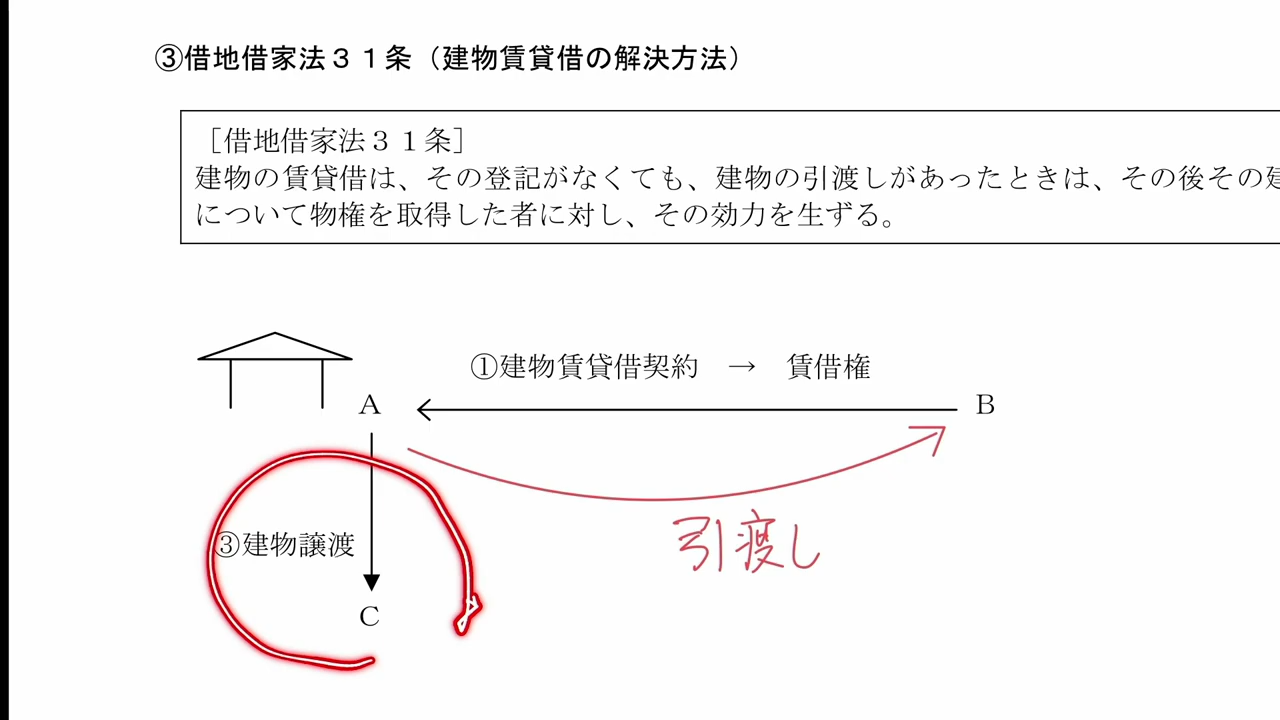 ③借地借家法３１条（建物賃貸借の解決方法）
［借地借家法３１条］
建物の賃貸借は、その登記がなくても、建物の引渡しがあったときは、その後その建
について物権を取得した者に対し、その効力を生ずる。
①建物賃貸借契約　→　賃借権
A
B
引渡し
③建物譲渡
C